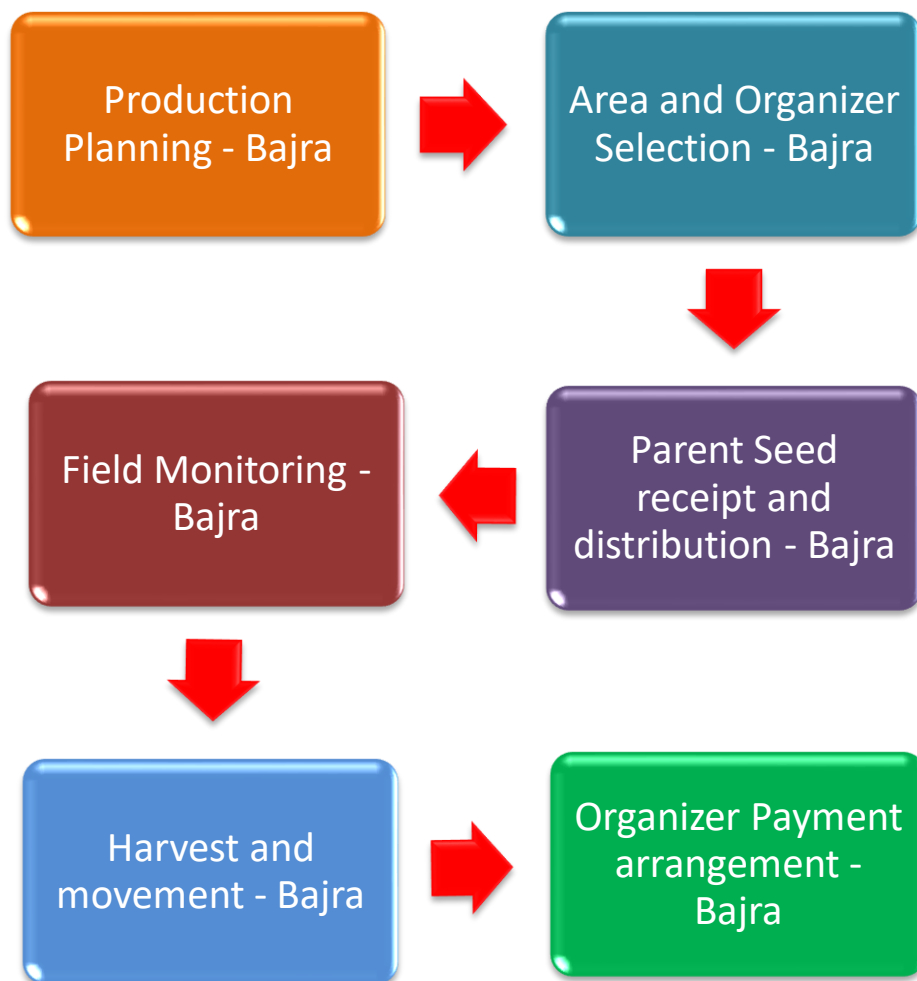 Production
Planning - Bajra
Area and Organizer
Selection - Bajra
Parent Seed
receipt and
distribution - Bajra
Field Monitoring -
Bajra
Harvest and
movement - Bajra
Organizer Payment
arrangement -
Bajra